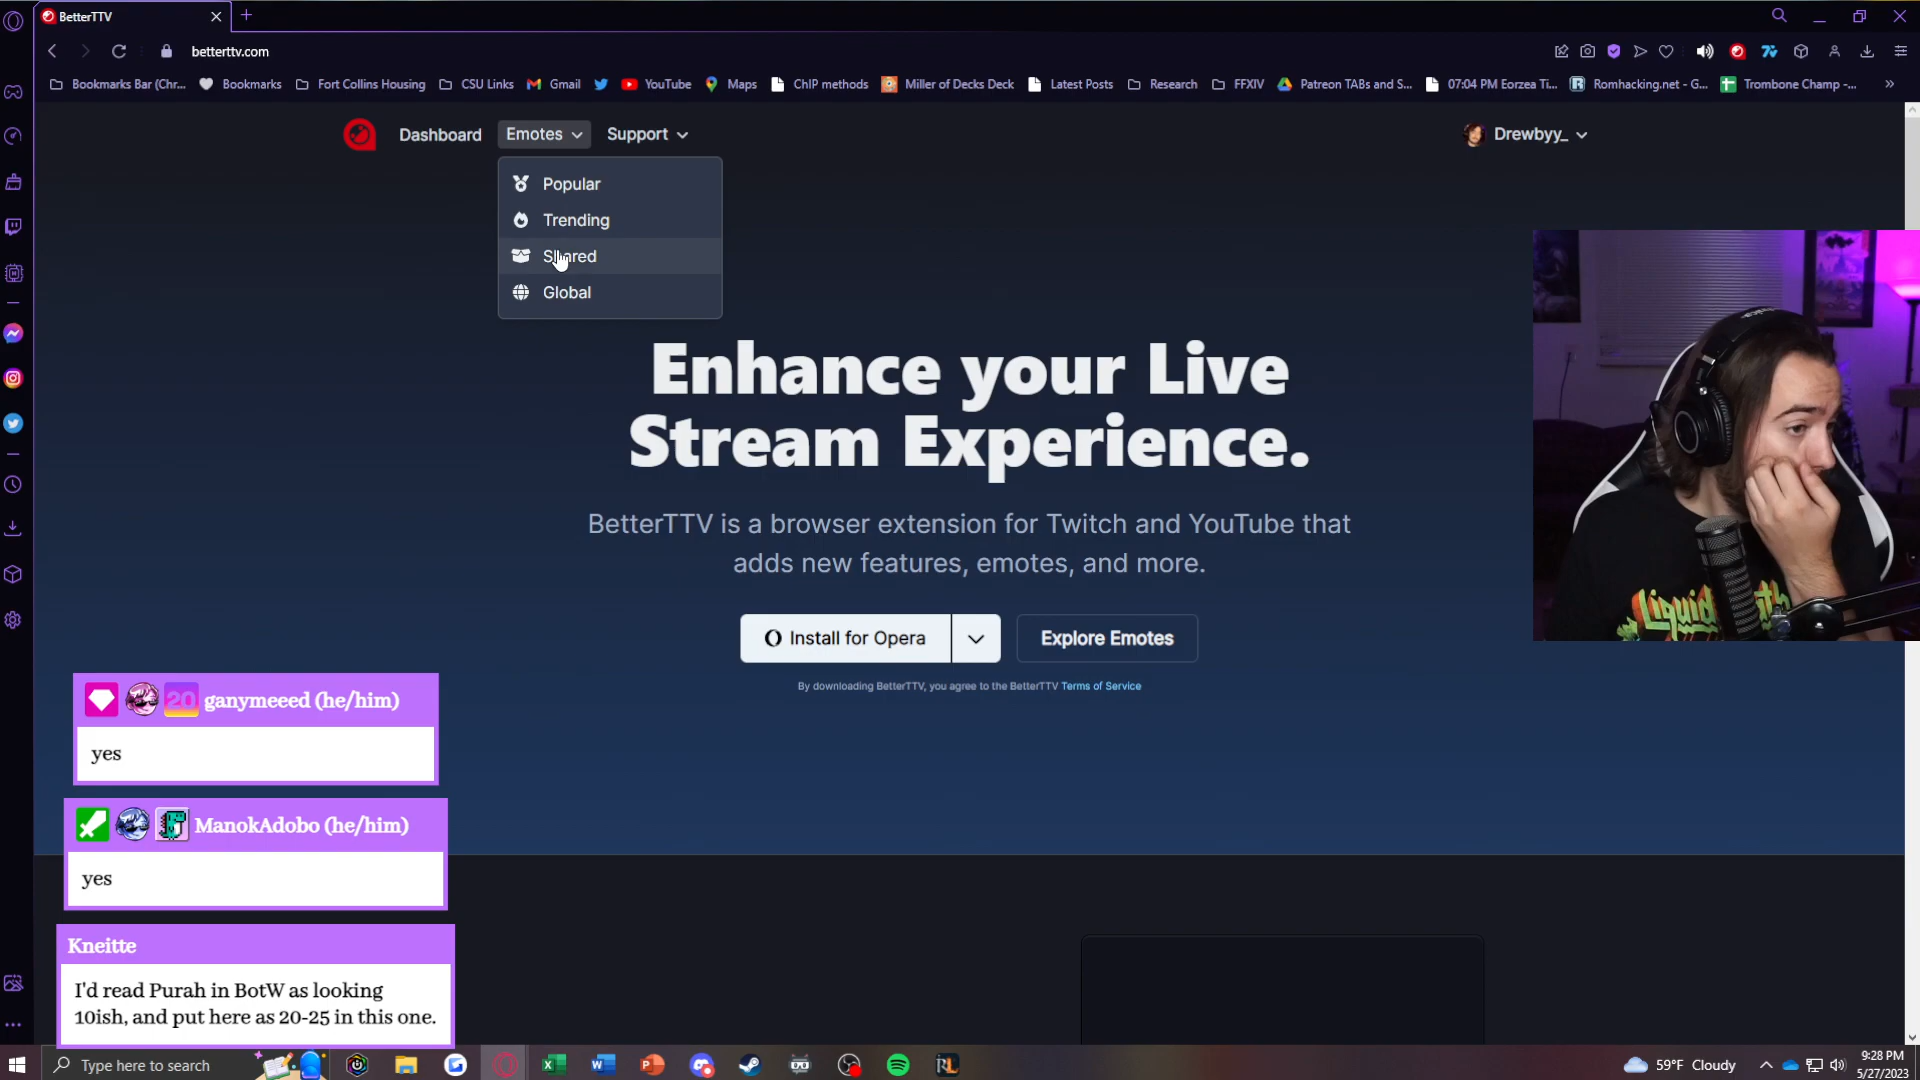 BetterTTV
betterttv.com
Bookmarks Bar (Chr... Bookmarks Fort Collins Housing CSU Links Gmail YouTube Maps ChIP methods Miller of Decks Deck Latest Posts Research FFXIV Patreon TABs and S... 07:04 PM Eorzea Ti... Romhacking.net - G... Trombone Champ -...
Dashboard Emotes Support Drewbyy_
Popular
Trending
Shared
Global
Enhance your Live
Stream Experience.
BetterTTV is a browser extension for Twitch and YouTube that
adds new features, emotes, and more.
Install for Opera Explore Emotes
By downloading BetterTTV, you agree to the BetterTTV Terms of Service
20 ganymeeed (he/him)
yes
ManokAdobo (he/him)
yes
Kneitte
I'd read Purah in BotW as looking
10ish, and put here as 20-25 in this one.
Liquid
Type here to search 59°F Cloudy 9:28 PM
5/27/2023